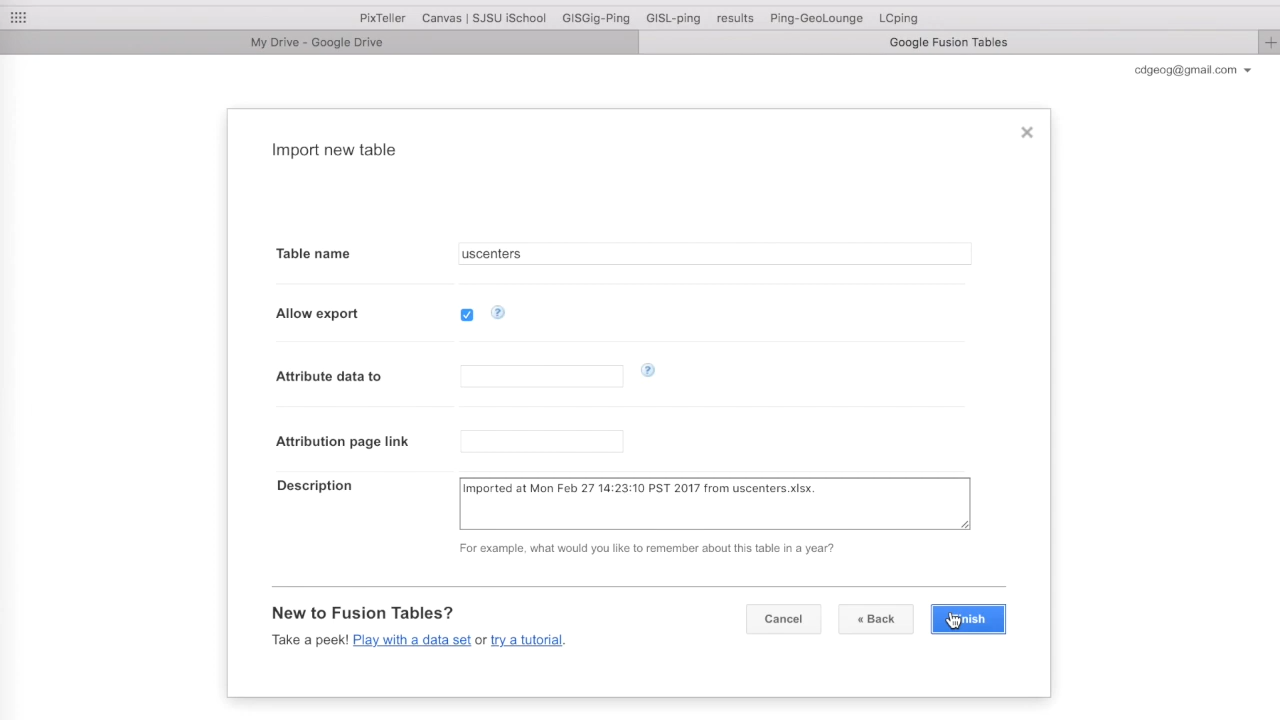 PixTeller Canvas | SJSU iSchool GISGig-Ping GISL-ping results Ping-GeoLounge LCping
My Drive - Google Drive Google Fusion Tables
cdgeog@gmail.com
Import new table
Table name uscenters
Allow export
Attribute data to
Attribution page link
Description Imported at Mon Feb 27 14:23:10 PST 2017 from uscenters.xlsx.
For example, what would you like to remember about this table in a year?
New to Fusion Tables? Cancel « Back Finish
Take a peek! Play with a data set or try a tutorial.